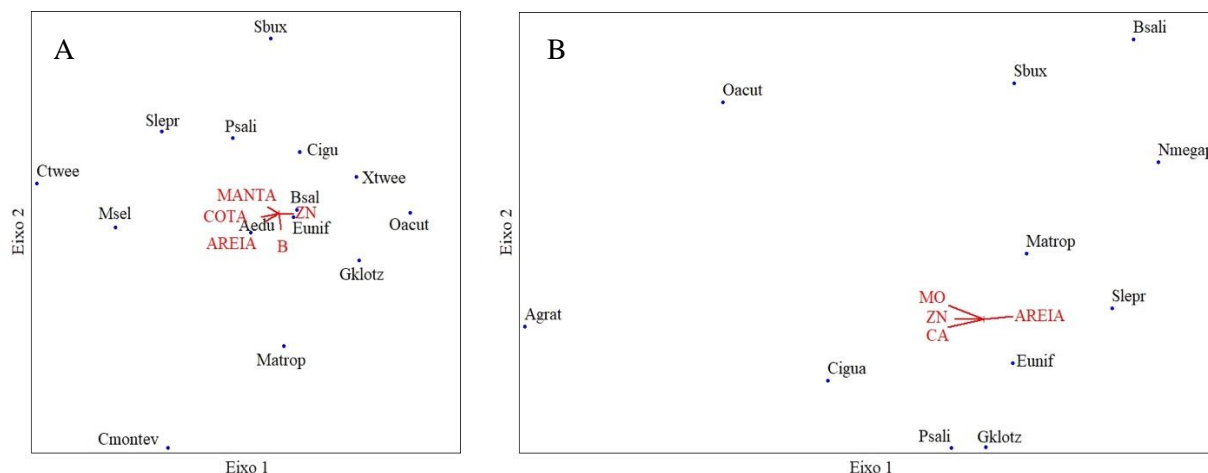 A
Sbux
Slepr
Psali
Cigu
Ctwee
Xtwee
MANTA
Bsal
Msel
COTA
ZN
Oacut
Aedu
Eunif
AREIA
B
Gklotz
Matrop
Cmontev
Eixo 2
Eixo 1
B
Bsali
Sbux
Oacut
Nmegap
Matrop
MO
Slepr
ZN
AREIA
Agrat
CA
Eunif
Cigua
Psali
Gklotz
Eixo 2
Eixo 1